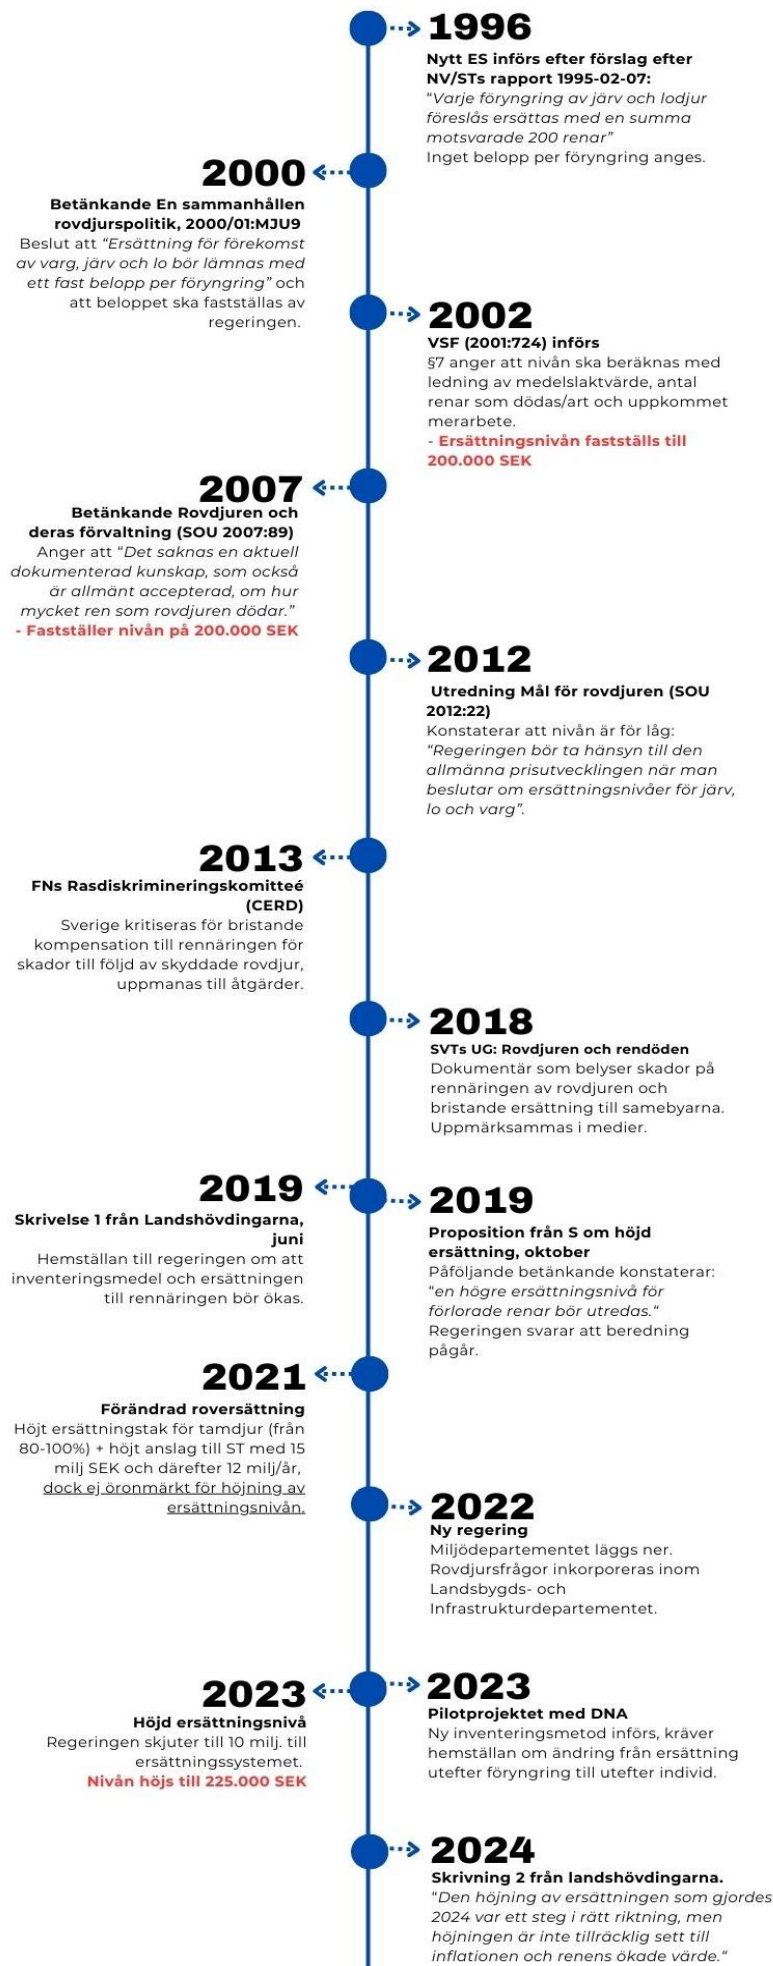 1996
Nytt ES införs efter förslag efter
NV/STs rapport 1995-02-07:
“Varje föryngring av järv och lodjur
föreslås ersättas med en summa
motsvarade 200 renar”
Inget belopp per föryngring anges.
2000
Betänkande En sammanhållen
rovdjurspolitik, 2000/01:MJU9
Beslut att “Ersättning för förekomst
av varg, järv och lo bör lämnas med
ett fast belopp per föryngring” och
att beloppet ska fastställas av
regeringen.
2002
VSF (2001:724) införs
§7 anger att nivån ska beräknas med
ledning av medelslaktvärde, antal
renar som dödas/art och uppkommet
merarbete.
- Ersättningsnivån fastställs till
200.000 SEK
2007
Betänkande Rovdjuren och
deras förvaltning (SOU 2007:89)
Anger att “Det saknas en aktuell
dokumenterad kunskap, som också
är allmänt accepterad, om hur
mycket ren som rovdjuren dödar.”
- Fastställer nivån på 200.000 SEK
2012
Utredning Mål för rovdjuren (SOU
2012:22)
Konstaterar att nivån är för låg:
“Regeringen bör ta hänsyn till den
allmänna prisutvecklingen när man
beslutar om ersättningsnivåer för järv,
lo och varg”.
2013
FNs Rasdiskrimineringskomitteé
(CERD)
Sverige kritiseras för bristande
kompensation till rennäringen för
skador till följd av skyddade rovdjur,
uppmanas till åtgärder.
2018
SVTs UG: Rovdjuren och rendöden
Dokumentär som belyser skador på
rennäringen av rovdjuren och
bristande ersättning till samebyarna.
Uppmärksammas i medier.
2019
Skrivelse 1 från Landshövdingarna,
juni
Hemställan till regeringen om att
inventeringsmedel och ersättningen
till rennäringen bör ökas.
2019
Proposition från S om höjd
ersättning, oktober
Påföljande betänkande konstaterar:
“en högre ersättningsnivå för
förlorade renar bör utredas.“
Regeringen svarar att beredning
pågår.
2021
Förändrad roversättning
Höjt ersättningstak för tamdjur (från
80-100%) + höjt anslag till ST med 15
milj SEK och därefter 12 milj/år,
dock ej öronmärkt för höjning av
ersättningsnivån.
2022
Ny regering
Miljödepartementet läggs ner.
Rovdjursfrågor inkorporeras inom
Landsbygds- och
Infrastrukturdepartementet.
2023
Höjd ersättningsnivå
Regeringen skjuter till 10 milj. till
ersättningssystemet.
Nivån höjs till 225.000 SEK
2023
Pilotprojektet med DNA
Ny inventeringsmetod införs, kräver
hemställan om ändring från ersättning
utefter föryngring till utefter individ.
2024
Skrivning 2 från landshövdingarna.
“Den höjning av ersättningen som gjordes
2024 var ett steg i rätt riktning, men
höjningen är inte tillräcklig sett till
inflationen och renens ökade värde.“